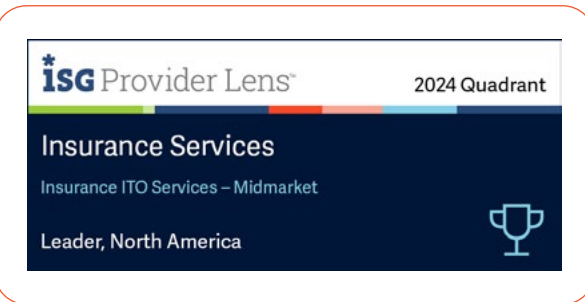 ISG Provider Lens™
2024 Quadrant
Insurance Services
Insurance ITO Services – Midmarket
Leader, North America